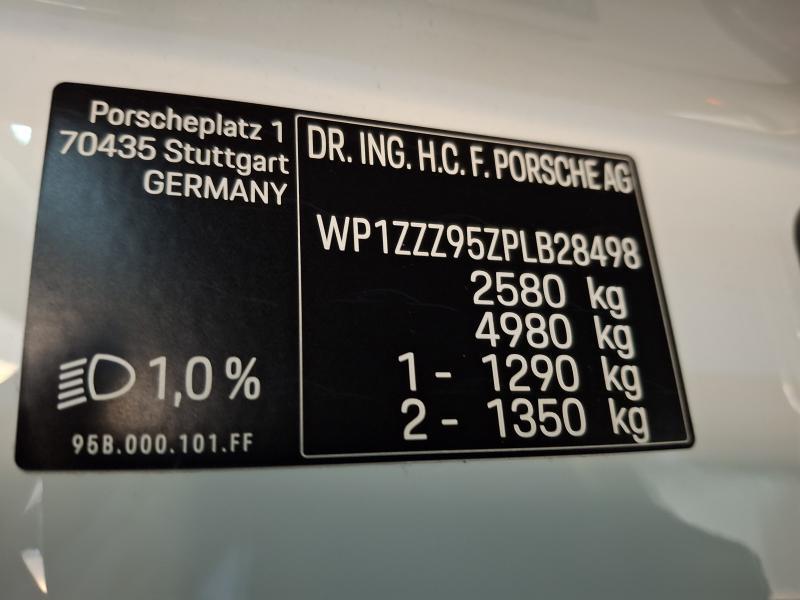 Porscheplatz 1
70435 Stuttgart
GERMANY
1,0 %
95B.000.101.FF
DR. ING. H.C. F. PORSCHE AG
WP1ZZZ95ZPLB28498
2580 kg
4980 kg
1 - 1290 kg
2 - 1350 kg